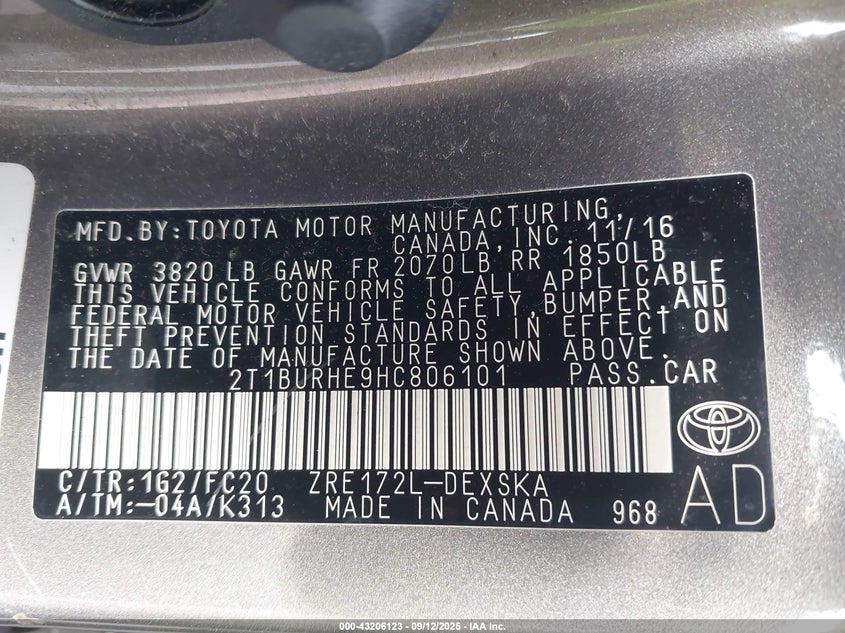 MFD.BY:TOYOTA MOTOR MANUFACTURING,
CANADA,INC. 11/16
GVWR 3820 LB GAWR FR 2070LB RR 1850LB
THIS VEHICLE CONFORMS TO ALL APPLICABLE
FEDERAL MOTOR VEHICLE SAFETY,BUMPER,AND
THEFT PREVENTION STANDARDS IN EFFECT ON
THE DATE OF MANUFACTURE SHOWN ABOVE.
2T1BURHE9HC806101 PASS.CAR
C/TR:1G2/FC20 ZRE172L-DEXSKA
A/TM:-04A/K313 MADE IN CANADA 968
AD
000-43206123 - 09/12/2025 - IAA Inc.